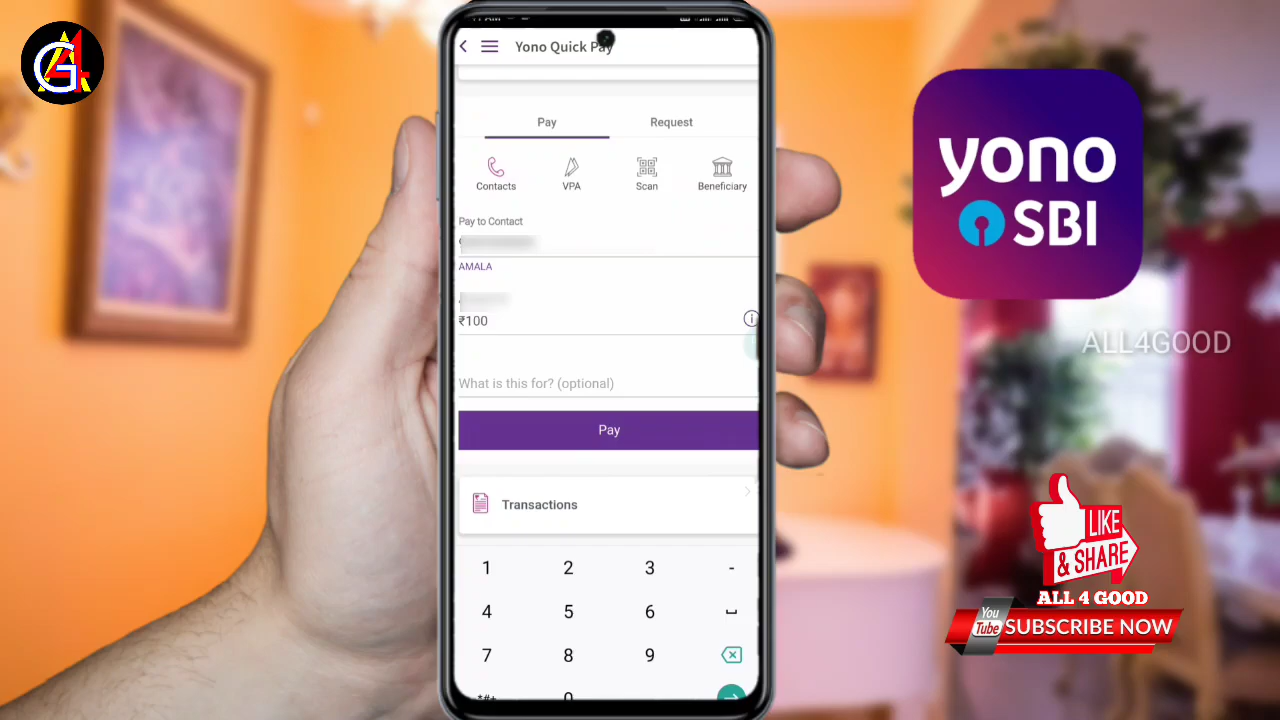 G4A
Yono Quick Pay
Pay
Request
Contacts
VPA
Scan
Beneficiary
Pay to Contact
AMALA
₹100
What is this for? (optional)
Pay
Transactions
1 2 3 -
4 5 6
7 8 9
*#+ 0
yono
SBI
ALL4GOOD
LIKE
& SHARE
ALL 4 GOOD
You
Tube
SUBSCRIBE NOW